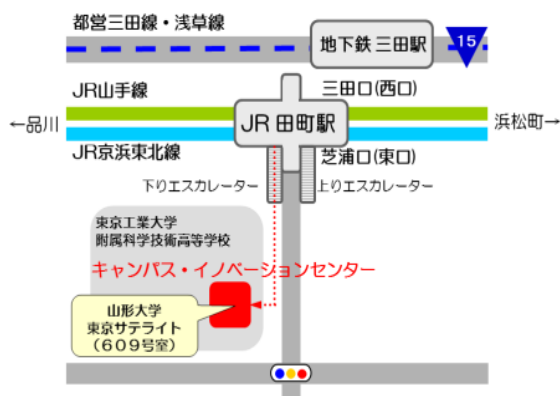 都営三田線・浅草線
地下鉄 三田駅
15
JR山手線
三田口(西口)
←品川
JR 田町駅
浜松町→
JR京浜東北線
芝浦口(東口)
下りエスカレーター
上りエスカレーター
東京工業大学
附属科学技術高等学校
キャンパス・イノベーションセンター
山形大学
東京サテライト
(609号室)